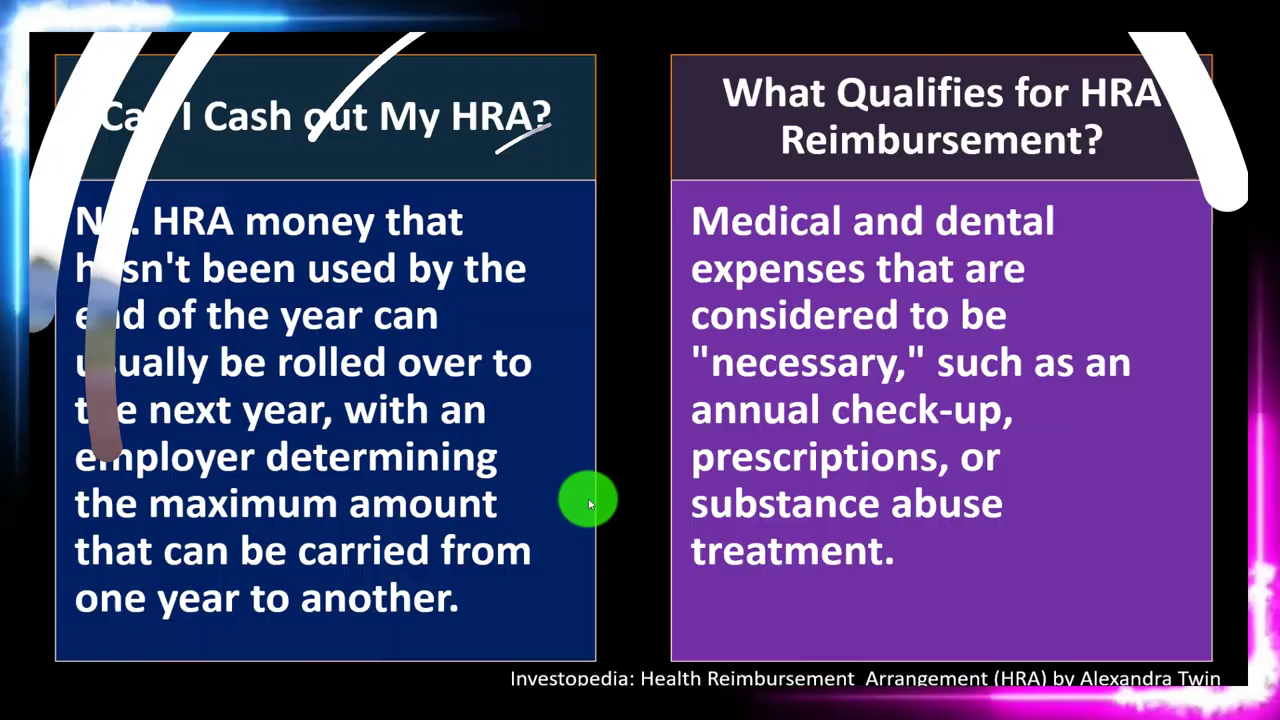 Can I Cash out My HRA?
No. HRA money that
hasn't been used by the
end of the year can
usually be rolled over to
the next year, with an
employer determining
the maximum amount
that can be carried from
one year to another.
What Qualifies for HRA
Reimbursement?
Medical and dental
expenses that are
considered to be
"necessary," such as an
annual check-up,
prescriptions, or
substance abuse
treatment.
Investopedia: Health Reimbursement Arrangement (HRA) by Alexandra Twin